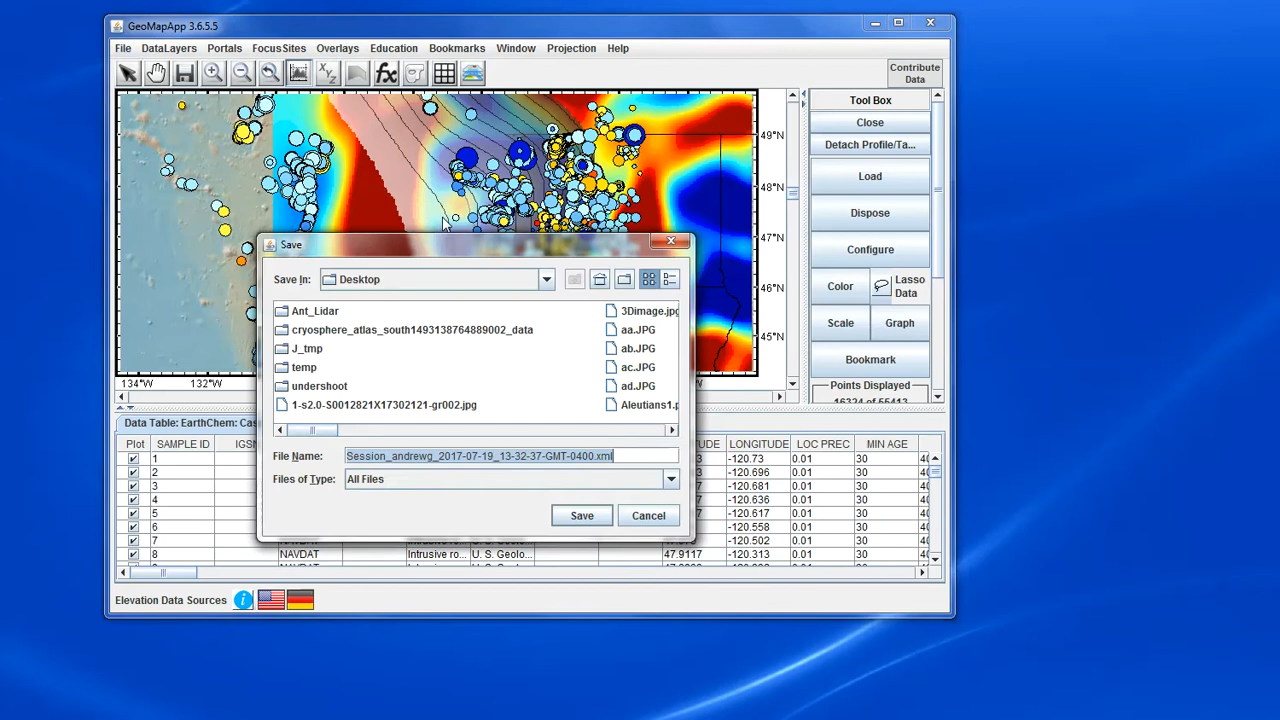 GeoMapApp 3.6.5.5
File DataLayers Portals FocusSites Overlays Education Bookmarks Window Projection Help
Contribute
Data
Tool Box
Close
Detach Profile/Ta...
Load
Dispose
Configure
Color
Lasso
Data
Scale
Graph
Bookmark
Points Displayed
49°N
48°N
47°N
46°N
45°N
134°W 132°W
Save
Save In: Desktop
Ant_Lidar
cryosphere_atlas_south1493138764889002_data
J_tmp
temp
undershoot
1-s2.0-S0012821X17302121-gr002.jpg
3Dimage.jpg
aa.JPG
ab.JPG
ac.JPG
ad.JPG
Aleutians1.p
File Name: Session_andrewg_2017-07-19_13-32-37-GMT-0400.xml
Files of Type: All Files
Save Cancel
Data Table: EarthChem: Cas
Plot SAMPLE ID IGS LONGITUDE LOC PREC MIN AGE
1 -120.73 0.01 30
2 -120.696 0.01 30
3 -120.681 0.01 30
4 -120.636 0.01 30
5 -120.617 0.01 30
6 -120.558 0.01 30
7 -120.502 0.01 30
8 NAVDAT Intrusive ro... U. S. Geolo... 47.9117 -120.313 0.01 30
Elevation Data Sources